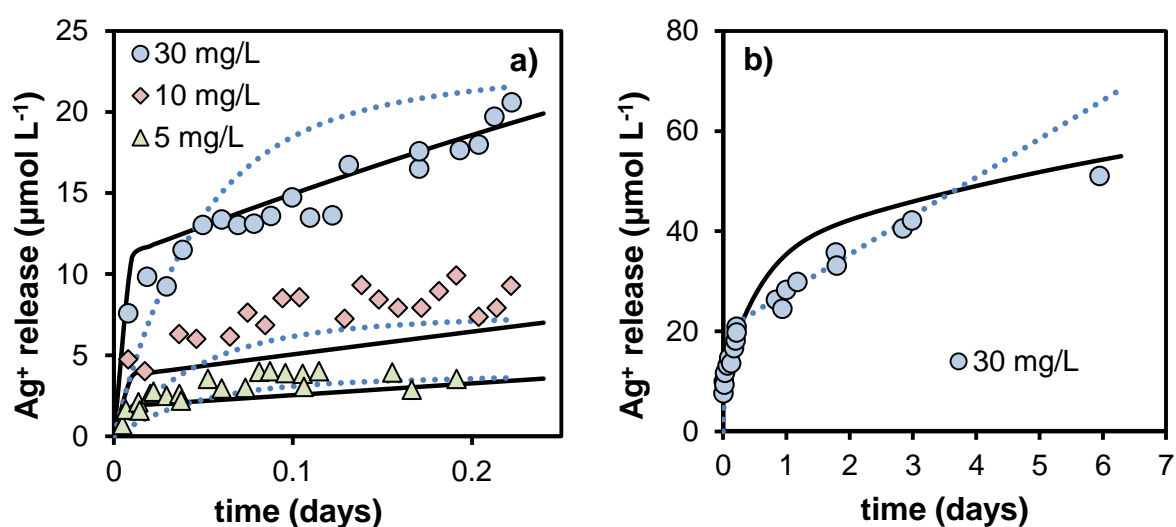 a)
30 mg/L
10 mg/L
5 mg/L
Ag⁺ release (µmol L⁻¹)
25
20
15
10
5
0
0 0.1 0.2
time (days)
b)
30 mg/L
Ag⁺ release (µmol L⁻¹)
80
60
40
20
0
0 1 2 3 4 5 6 7
time (days)